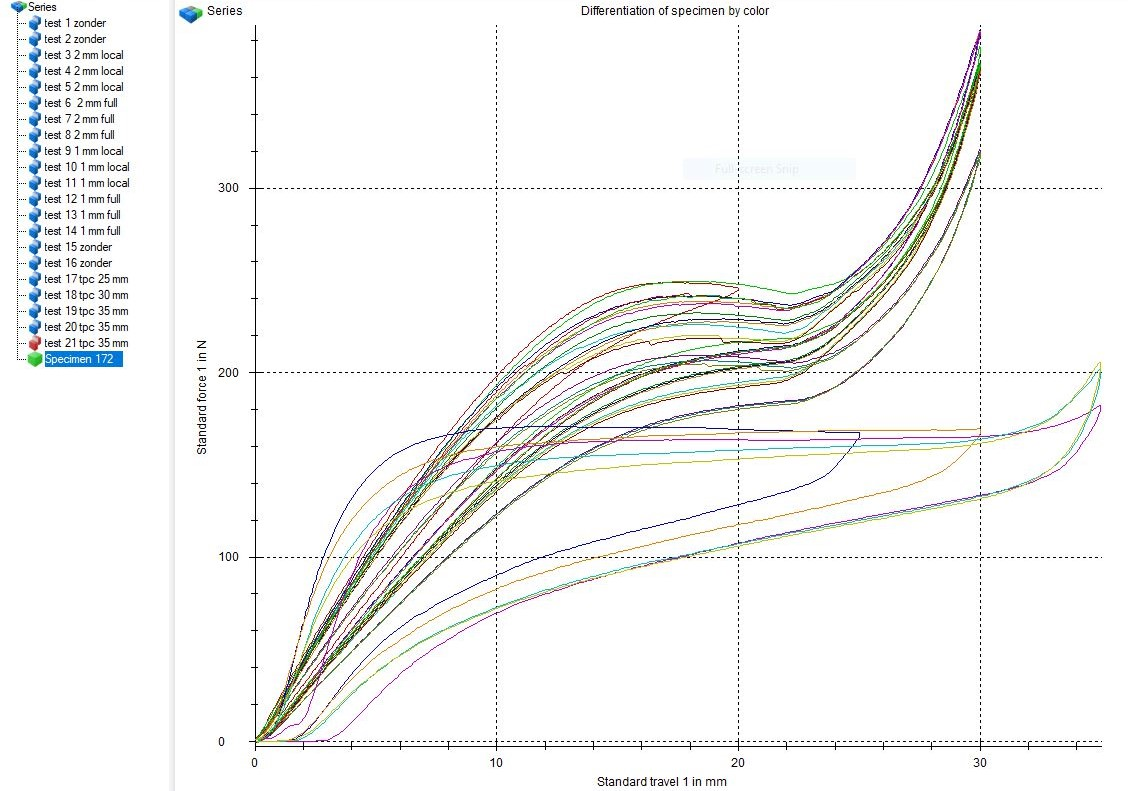 Series
test 1 zonder
test 2 zonder
test 3 2 mm local
test 4 2 mm local
test 5 2 mm local
test 6  2 mm full
test 7 2 mm full
test 8 2 mm full
test 9 1 mm local
test 10 1 mm local
test 11 1 mm local
test 12 1 mm full
test 13 1 mm full
test 14 1 mm full
test 15 zonder
test 16 zonder
test 17 tpc 25 mm
test 18 tpc 30 mm
test 19 tpc 35 mm
test 20 tpc 35 mm
test 21 tpc 35 mm
Specimen 172
Series
Differentiation of specimen by color
Full-screen Snip
Standard force 1 in N
300
200
100
0
0 10 20 30
Standard travel 1 in mm